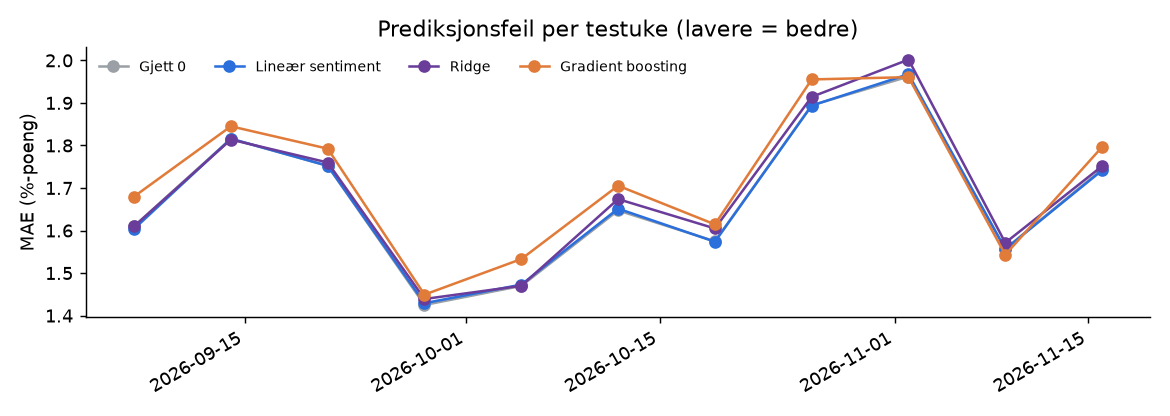 Prediksjonsfeil per testuke (lavere = bedre)
Gjett 0
Lineær sentiment
Ridge
Gradient boosting
MAE (%-poeng)
2.0
1.9
1.8
1.7
1.6
1.5
1.4
2026-09-15
2026-10-01
2026-10-15
2026-11-01
2026-11-15